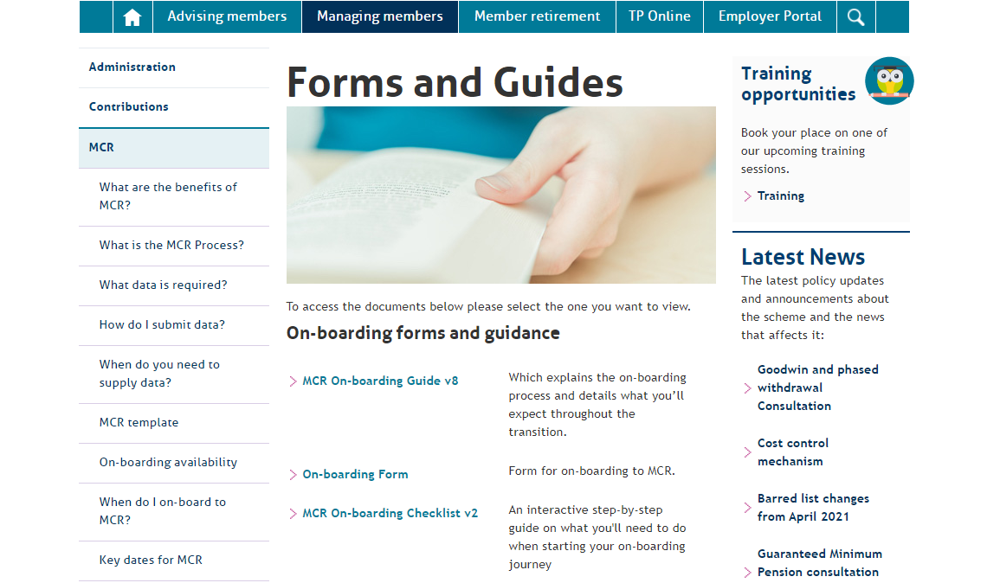 Advising members
Managing members
Member retirement
TP Online
Employer Portal
Administration
Contributions
MCR
What are the benefits of
MCR?
What is the MCR Process?
What data is required?
How do I submit data?
When do you need to
supply data?
MCR template
On-boarding availability
When do I on-board to
MCR?
Key dates for MCR
Forms and Guides
To access the documents below please select the one you want to view.
On-boarding forms and guidance
MCR On-boarding Guide v8
Which explains the on-boarding
process and details what you’ll
expect throughout the
transition.
On-boarding Form
Form for on-boarding to MCR.
MCR On-boarding Checklist v2
An interactive step-by-step
guide on what you'll need to do
when starting your on-boarding
journey
Training
opportunities
Book your place on one of
our upcoming training
sessions.
Training
Latest News
The latest policy updates
and announcements about
the scheme and the news
that affects it:
Goodwin and phased
withdrawal
Consultation
Cost control
mechanism
Barred list changes
from April 2021
Guaranteed Minimum
Pension consultation